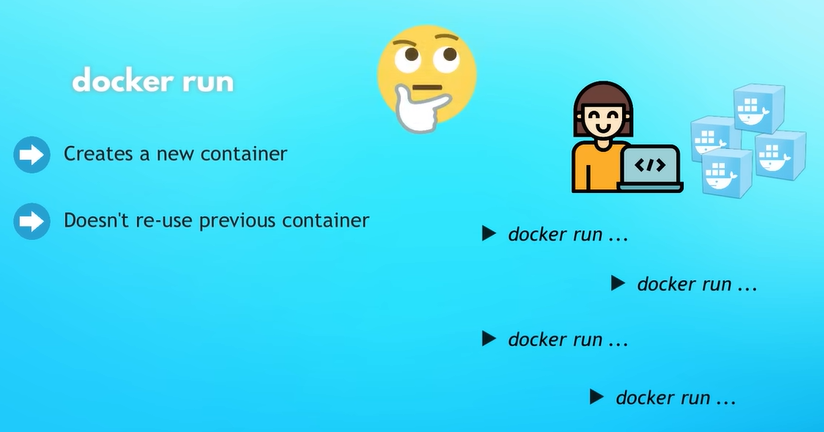 docker run
Creates a new container
Doesn't re-use previous container
</>
docker run ...
docker run ...
docker run ...
docker run ...